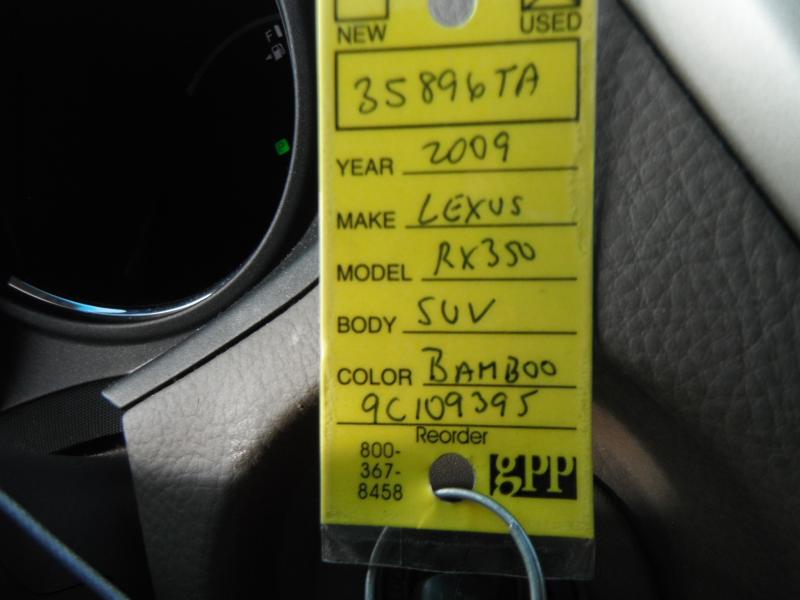 F
P
NEW USED
35896TA
YEAR 2009
MAKE LEXUS
MODEL RX350
BODY SUV
COLOR BAMBOO
9C109395
Reorder
800-
367-
8458
gpp